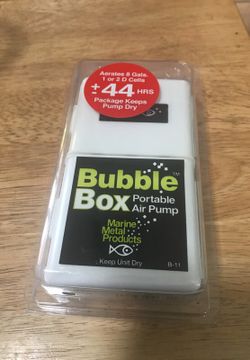 Aerates 8 Gals.
1 or 2 D Cells
±44 HRS
Package Keeps
Pump Dry
Bubble™
Box Portable
Air Pump
Marine
Metal
Products
Keep Unit Dry
B-11